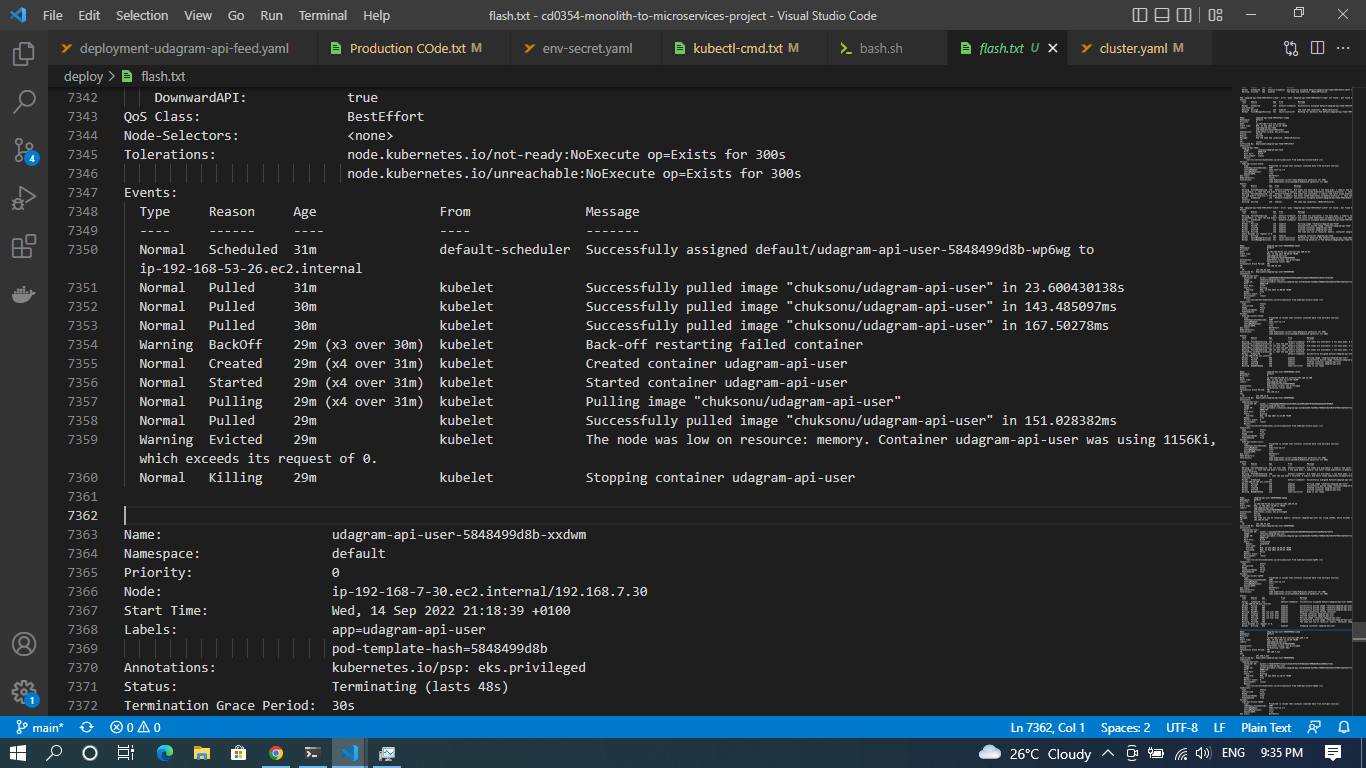 File Edit Selection View Go Run Terminal Help flash.txt - cd0354-monolith-to-microservices-project - Visual Studio Code
deployment-udagram-api-feed.yaml Production COde.txt M env-secret.yaml kubectl-cmd.txt M bash.sh flash.txt U cluster.yaml M
deploy > flash.txt
7342 DownwardAPI: true
7343 QoS Class: BestEffort
7344 Node-Selectors: <none>
7345 Tolerations: node.kubernetes.io/not-ready:NoExecute op=Exists for 300s
7346 node.kubernetes.io/unreachable:NoExecute op=Exists for 300s
7347 Events:
7348 Type Reason Age From Message
7349 ---- ------ ---- ---- -------
7350 Normal Scheduled 31m default-scheduler Successfully assigned default/udagram-api-user-5848499d8b-wp6wg to
ip-192-168-53-26.ec2.internal
7351 Normal Pulled 31m kubelet Successfully pulled image "chuksonu/udagram-api-user" in 23.600430138s
7352 Normal Pulled 30m kubelet Successfully pulled image "chuksonu/udagram-api-user" in 143.485097ms
7353 Normal Pulled 30m kubelet Successfully pulled image "chuksonu/udagram-api-user" in 167.50278ms
7354 Warning BackOff 29m (x3 over 30m) kubelet Back-off restarting failed container
7355 Normal Created 29m (x4 over 31m) kubelet Created container udagram-api-user
7356 Normal Started 29m (x4 over 31m) kubelet Started container udagram-api-user
7357 Normal Pulling 29m (x4 over 31m) kubelet Pulling image "chuksonu/udagram-api-user"
7358 Normal Pulled 29m kubelet Successfully pulled image "chuksonu/udagram-api-user" in 151.028382ms
7359 Warning Evicted 29m kubelet The node was low on resource: memory. Container udagram-api-user was using 1156Ki,
which exceeds its request of 0.
7360 Normal Killing 29m kubelet Stopping container udagram-api-user
7361
7362
7363 Name: udagram-api-user-5848499d8b-xxdwm
7364 Namespace: default
7365 Priority: 0
7366 Node: ip-192-168-7-30.ec2.internal/192.168.7.30
7367 Start Time: Wed, 14 Sep 2022 21:18:39 +0100
7368 Labels: app=udagram-api-user
7369 pod-template-hash=5848499d8b
7370 Annotations: kubernetes.io/psp: eks.privileged
7371 Status: Terminating (lasts 48s)
7372 Termination Grace Period: 30s
4
1
main* 0 0 Ln 7362, Col 1 Spaces: 2 UTF-8 LF Plain Text
26°C Cloudy ENG 9:35 PM